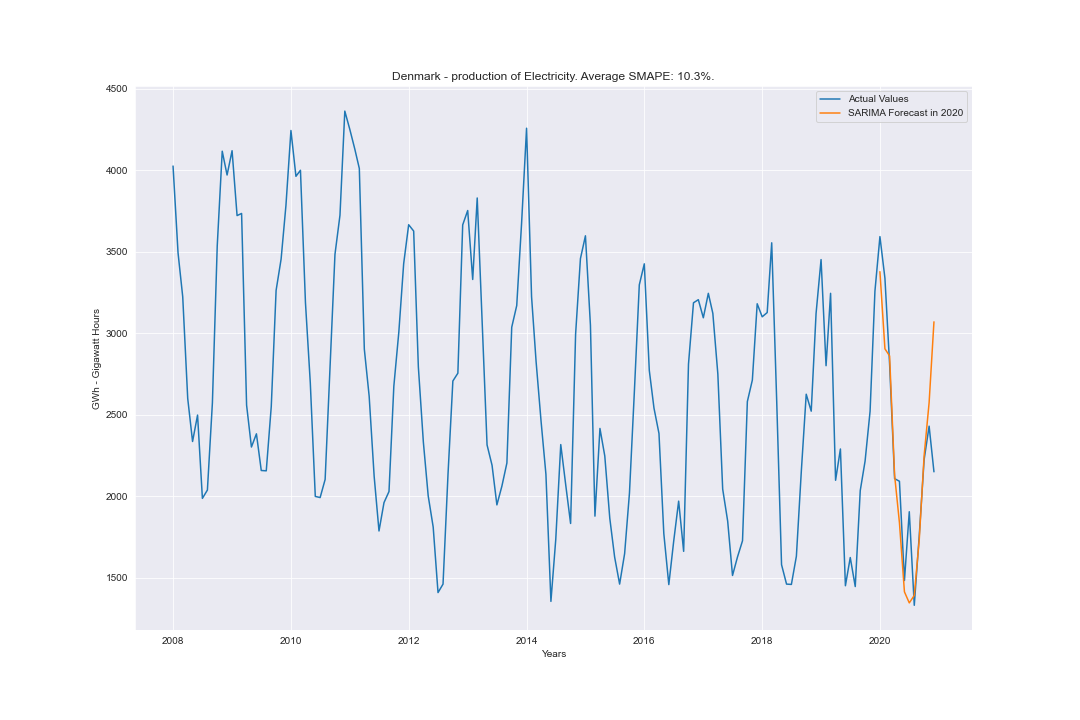 Denmark - production of Electricity. Average SMAPE: 10.3%.
Actual Values
SARIMA Forecast in 2020
4500
4000
3500
3000
2500
2000
1500
GWh - Gigawatt Hours
2008 2010 2012 2014 2016 2018 2020
Years